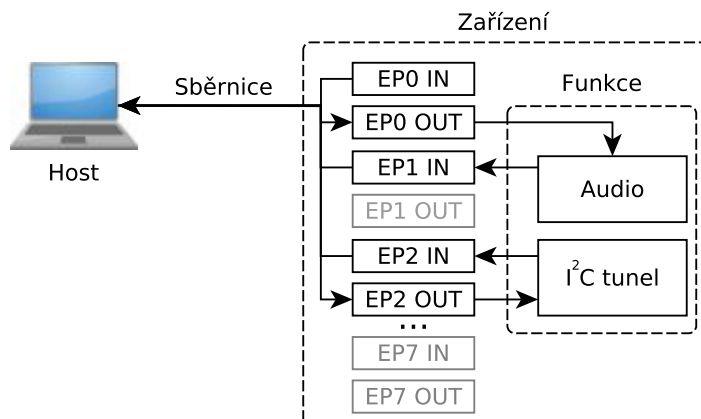 Zařízení
Sběrnice
Host
EP0 IN
EP0 OUT
EP1 IN
EP1 OUT
EP2 IN
EP2 OUT
...
EP7 IN
EP7 OUT
Funkce
Audio
I²C tunel